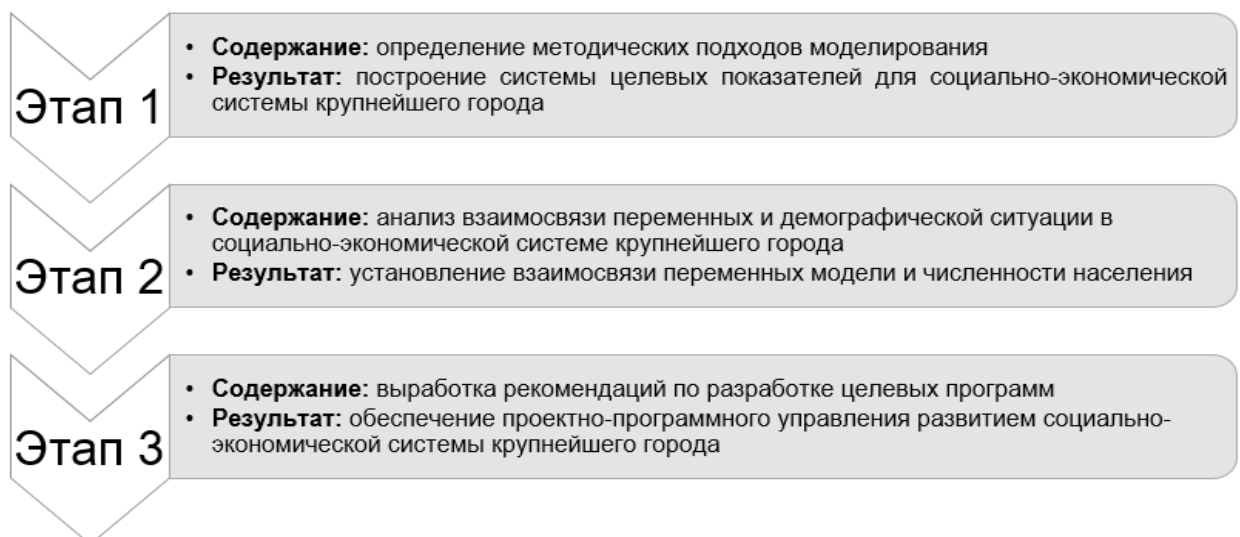 Этап 1
• Содержание: определение методических подходов моделирования
• Результат: построение системы целевых показателей для социально-экономической
системы крупнейшего города
Этап 2
• Содержание: анализ взаимосвязи переменных и демографической ситуации в
социально-экономической системе крупнейшего города
• Результат: установление взаимосвязи переменных модели и численности населения
Этап 3
• Содержание: выработка рекомендаций по разработке целевых программ
• Результат: обеспечение проектно-программного управления развитием социально-
экономической системы крупнейшего города